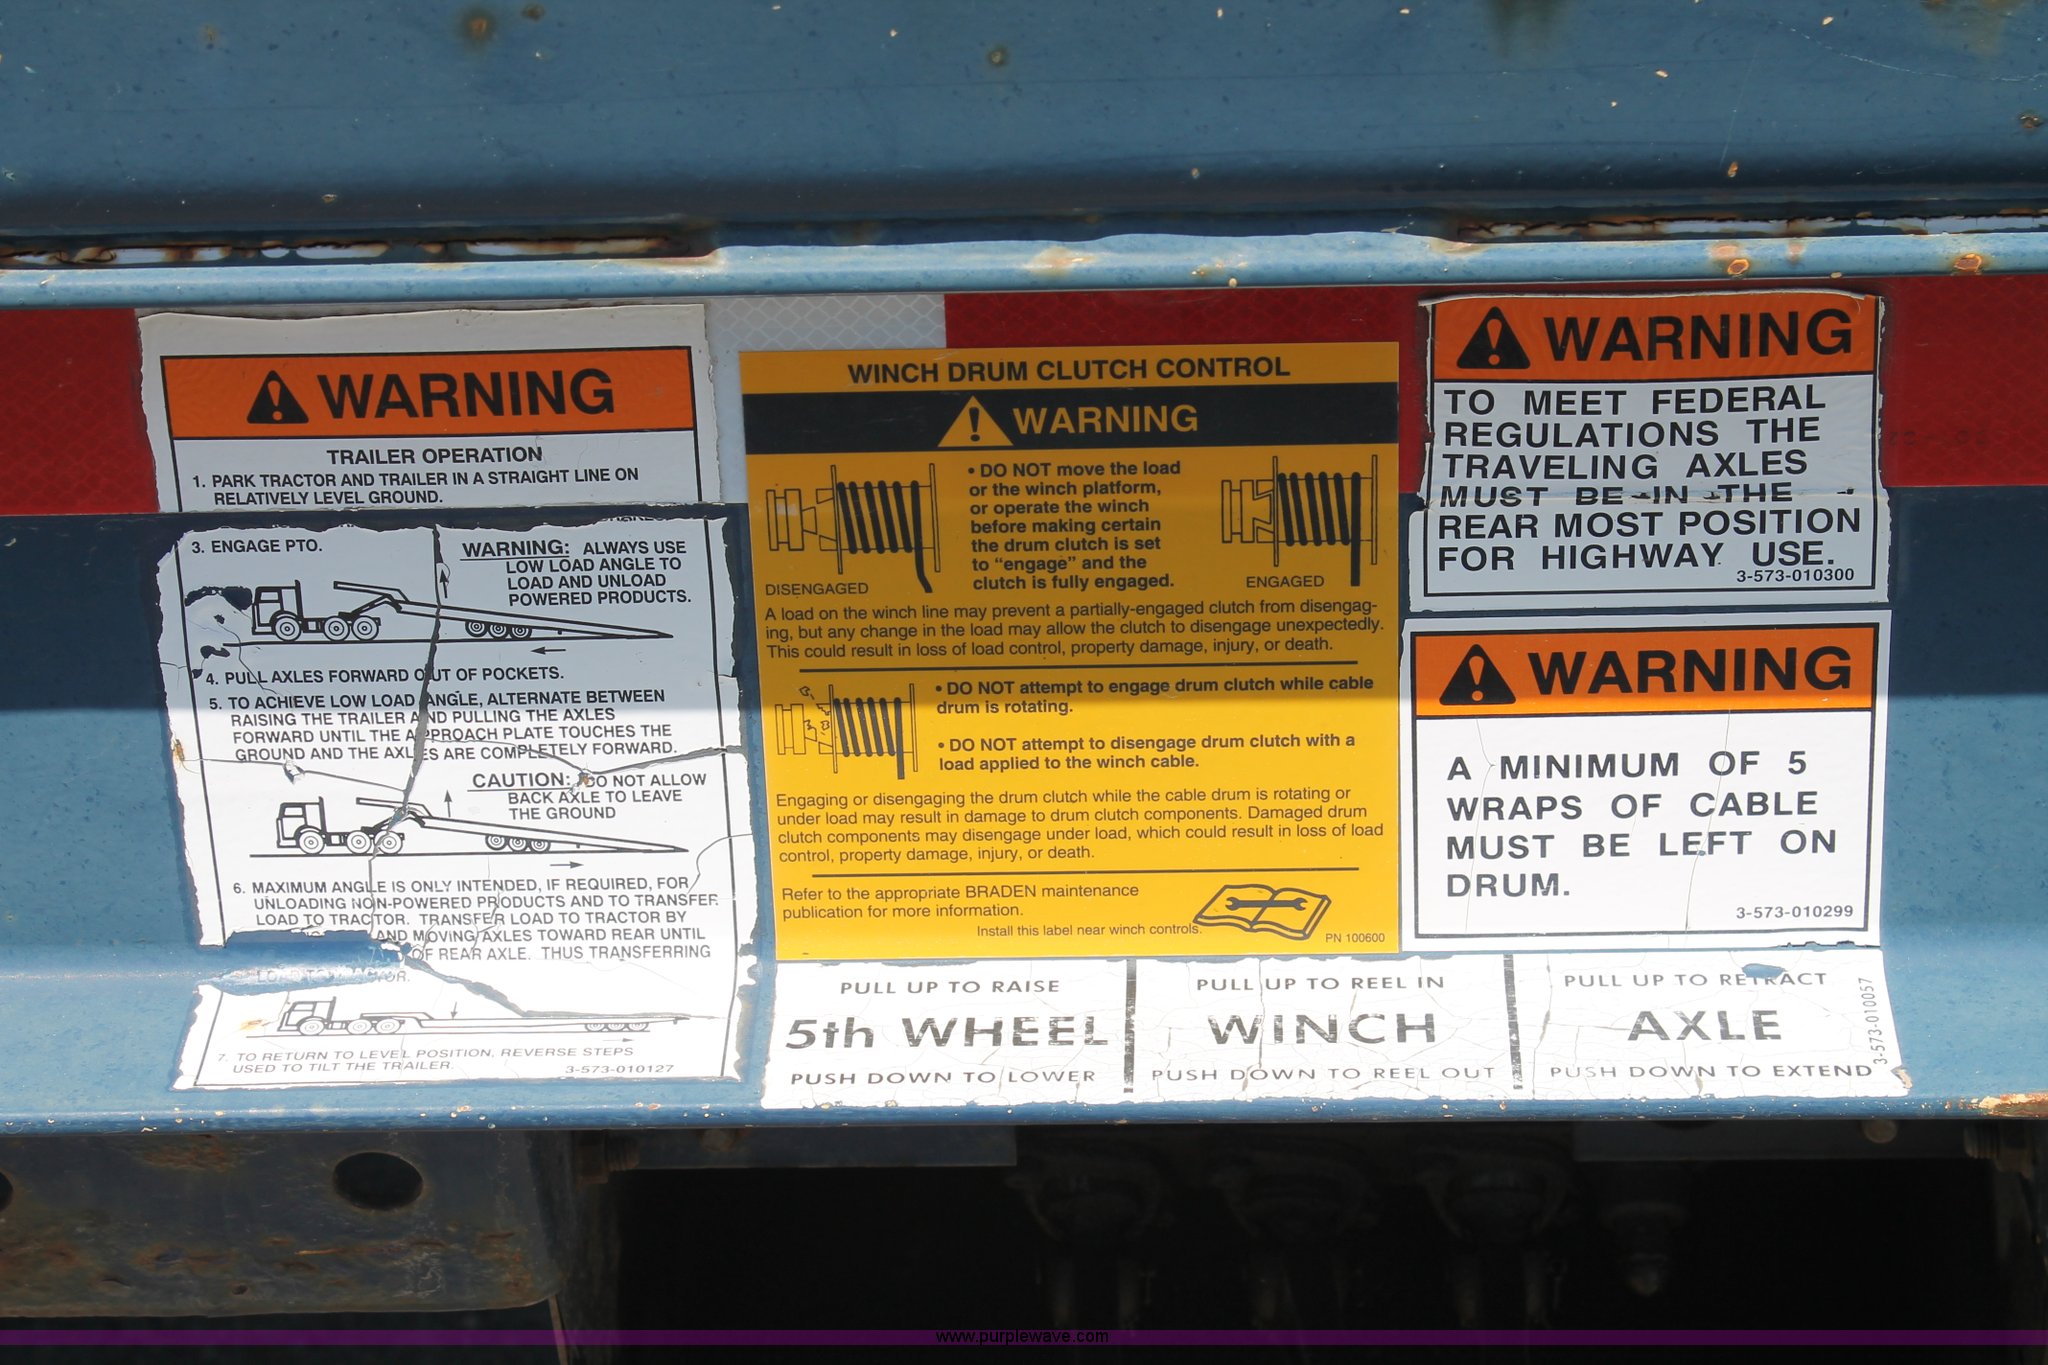 WARNING
TRAILER OPERATION
1. PARK TRACTOR AND TRAILER IN A STRAIGHT LINE ON
RELATIVELY LEVEL GROUND.
3. ENGAGE PTO.
WARNING: ALWAYS USE
LOW LOAD ANGLE TO
LOAD AND UNLOAD
POWERED PRODUCTS.
4. PULL AXLES FORWARD OUT OF POCKETS.
5. TO ACHIEVE LOW LOAD ANGLE, ALTERNATE BETWEEN
RAISING THE TRAILER AND PULLING THE AXLES
FORWARD UNTIL THE APPROACH PLATE TOUCHES THE
GROUND AND THE AXLES ARE COMPLETELY FORWARD.
CAUTION: DO NOT ALLOW
BACK AXLE TO LEAVE
THE GROUND
6. MAXIMUM ANGLE IS ONLY INTENDED, IF REQUIRED, FOR
UNLOADING NON-POWERED PRODUCTS AND TO TRANSFER
LOAD TO TRACTOR. TRANSFER LOAD TO TRACTOR BY
AND MOVING AXLES TOWARD REAR UNTIL
OF REAR AXLE. THUS TRANSFERRING
LOAD TO TRACTOR.
7. TO RETURN TO LEVEL POSITION, REVERSE STEPS
USED TO TILT THE TRAILER.
3-573-010127
WINCH DRUM CLUTCH CONTROL
WARNING
• DO NOT move the load
or the winch platform,
or operate the winch
before making certain
the drum clutch is set
to "engage" and the
clutch is fully engaged.
DISENGAGED
ENGAGED
A load on the winch line may prevent a partially-engaged clutch from disengag-
ing, but any change in the load may allow the clutch to disengage unexpectedly.
This could result in loss of load control, property damage, injury, or death.
• DO NOT attempt to engage drum clutch while cable
drum is rotating.
• DO NOT attempt to disengage drum clutch with a
load applied to the winch cable.
Engaging or disengaging the drum clutch while the cable drum is rotating or
under load may result in damage to drum clutch components. Damaged drum
clutch components may disengage under load, which could result in loss of load
control, property damage, injury, or death.
Refer to the appropriate BRADEN maintenance
publication for more information.
Install this label near winch controls.
PN 100600
WARNING
TO MEET FEDERAL
REGULATIONS THE
TRAVELING AXLES
MUST BE IN THE
REAR MOST POSITION
FOR HIGHWAY USE.
3-573-010300
WARNING
A MINIMUM OF 5
WRAPS OF CABLE
MUST BE LEFT ON
DRUM.
3-573-010299
PULL UP TO RAISE
5th WHEEL
PUSH DOWN TO LOWER
PULL UP TO REEL IN
WINCH
PUSH DOWN TO REEL OUT
PULL UP TO RETRACT
AXLE
PUSH DOWN TO EXTEND
3-573-010057
www.purplewave.com